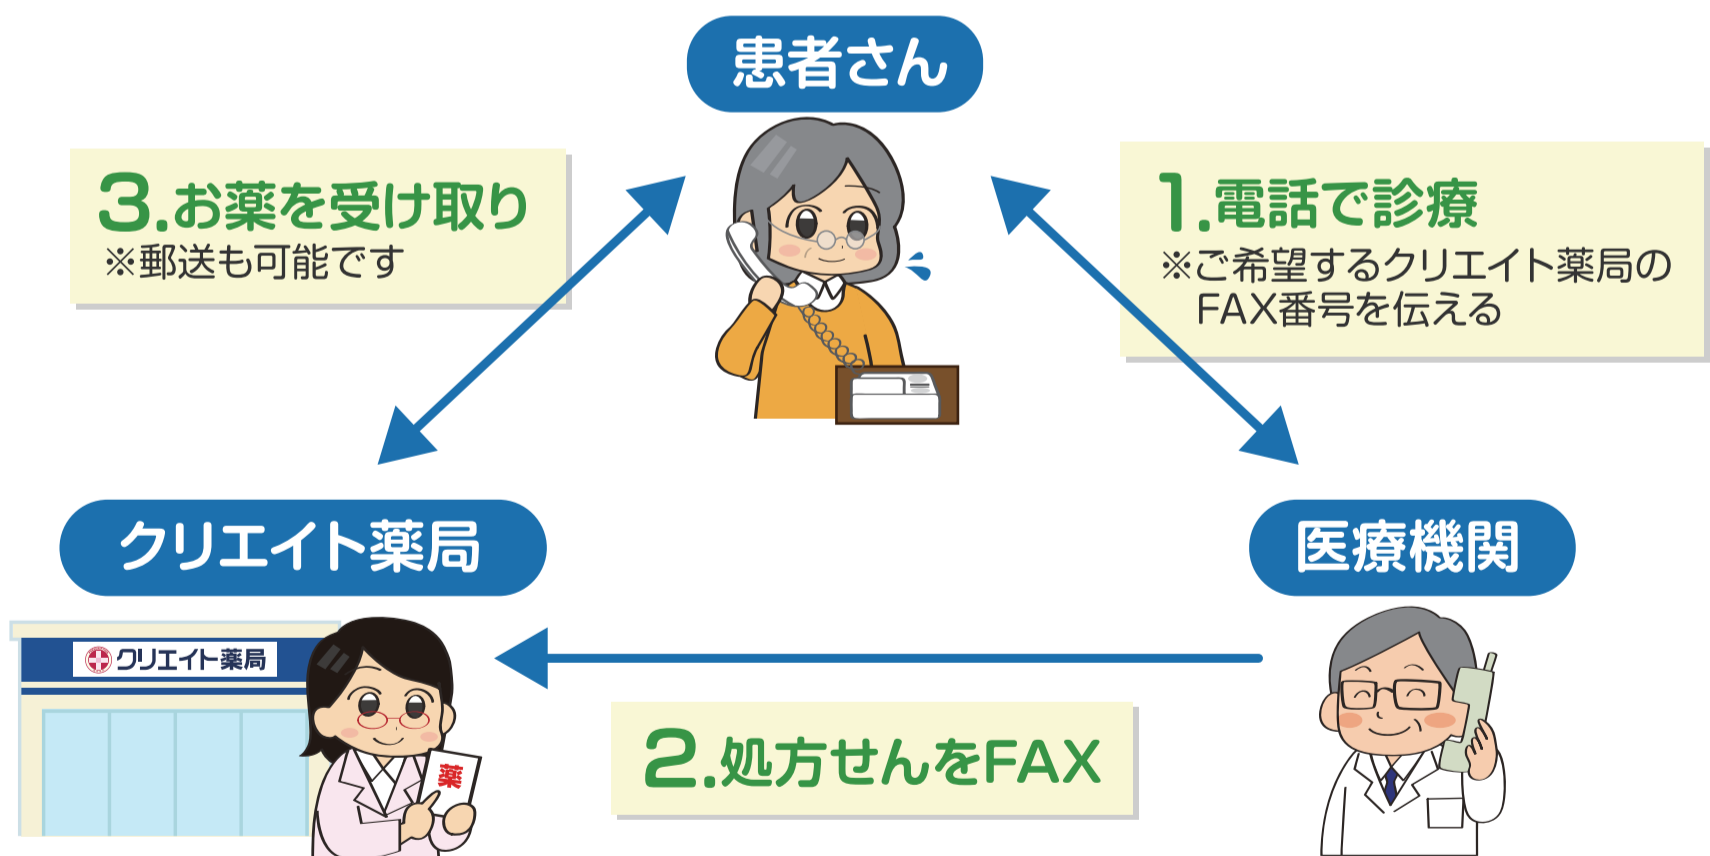 患者さん
1.電話で診療
※ご希望するクリエイト薬局の
FAX番号を伝える
3.お薬を受け取り
※郵送も可能です
クリエイト薬局
医療機関
クリエイト薬局
薬
2.処方せんをFAX